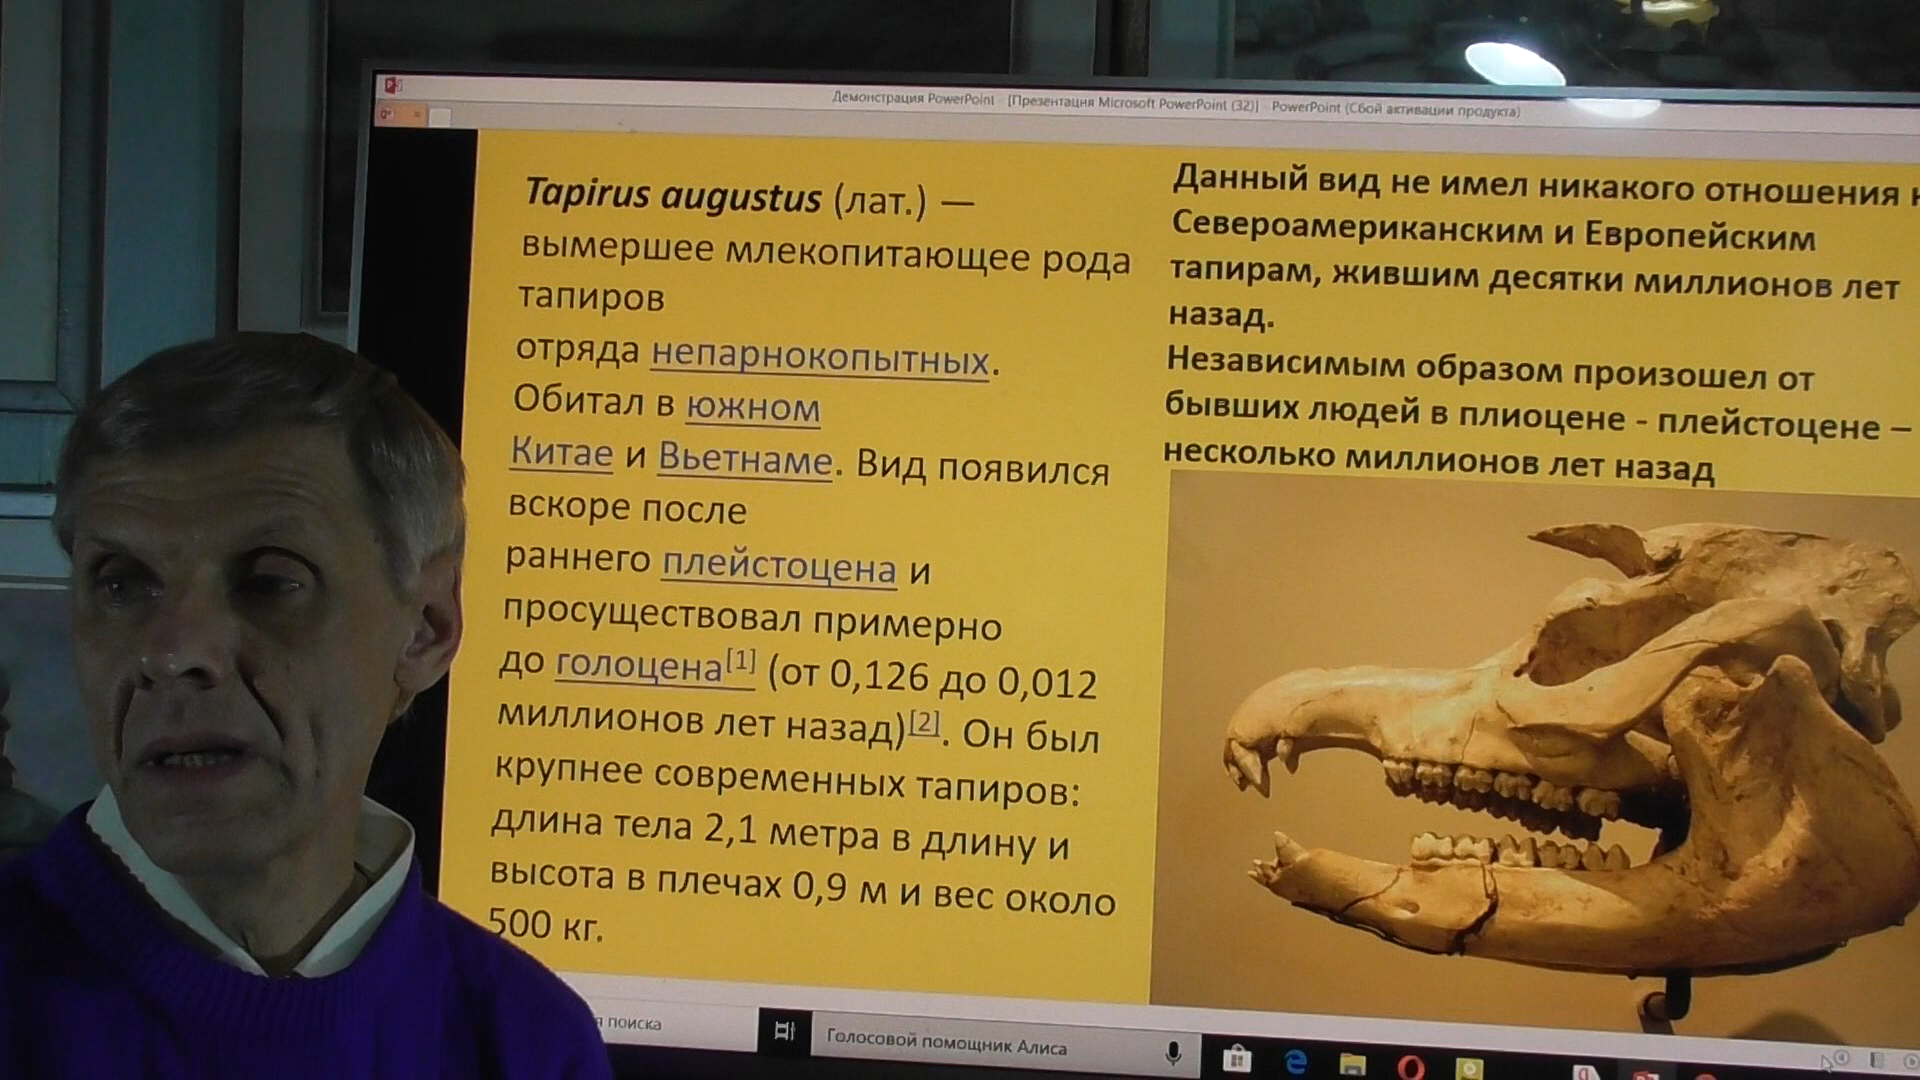 Демонстрация PowerPoint - [Презентация Microsoft PowerPoint (32)] - PowerPoint (Сбой активации продукта)
Tapirus augustus (лат.) —
вымершее млекопитающее рода
тапиров
отряда непарнокопытных.
Обитал в южном
Китае и Вьетнаме. Вид появился
вскоре после
раннего плейстоцена и
просуществовал примерно
до голоцена[1] (от 0,126 до 0,012
миллионов лет назад)[2]. Он был
крупнее современных тапиров:
длина тела 2,1 метра в длину и
высота в плечах 0,9 м и вес около
500 кг.
Данный вид не имел никакого отношения к
Североамериканским и Европейским
тапирам, жившим десятки миллионов лет
назад.
Независимым образом произошел от
бывших людей в плиоцене - плейстоцене –
несколько миллионов лет назад
я поиска
Голосовой помощник Алиса